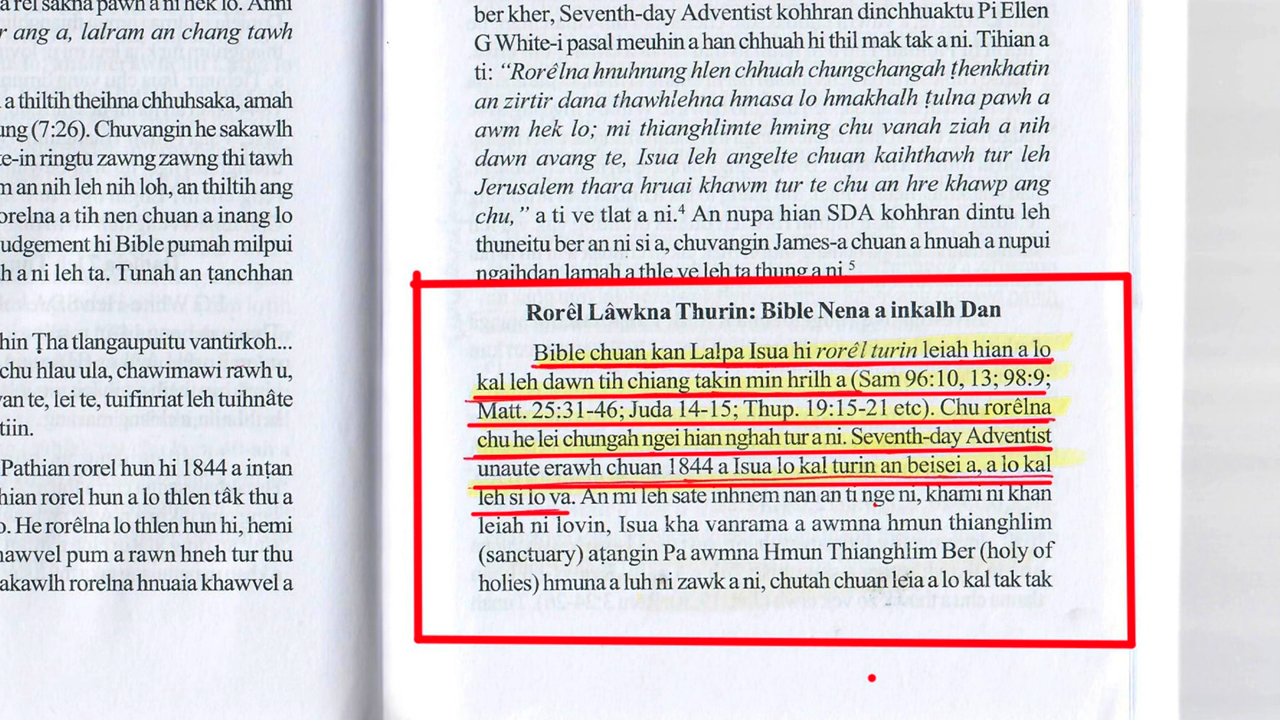 a rel sakna pawh a ni hek lo. Anni
r ang a, lalram an chang tawh
a thiltih theihna chhuhsaka, amah
ung (7:26). Chuvangin he sakawlh
te-in ringtu zawng zawng thi tawh
m an nih leh nih loh, an thiltih ang
orelna a tih nen chuan a inang lo
udgement hi Bible pumah milpui
h a ni leh ta. Tunah an ṭanchhan
hin Ṭha tlangaupuitu vantirkoh...
chu hlau ula, chawimawi rawh u,
van te, lei te, tuifinriat leh tuihnâte
tiin.
Pathian rorel hun hi 1844 a inṭan
hian rorel hun a lo thlen tâk thu a
o. He rorêlna lo thlen hun hi, hemi
hawvel pum a rawn hneh tur thu
akawlh rorelna hnuaia khawvel a
ber kher, Seventh-day Adventist kohhran dinchhuaktu Pi Ellen
G White-i pasal meuhin a han chhuah hi thil mak tak a ni. Tihian a
ti: “Rorêlna hnuhnung hlen chhuah chungchangah ṭhenkhatin
an zirtir dana thawhlehna hmasa lo hmakhalh ṭulna pawh a
awm hek lo; mi thianghlimte hming chu vanah ziah a nih
dawn avang te, Isua leh angelte chuan kaihthawh tur leh
Jerusalem thara hruai khawm tur te chu an hre khawp ang
chu,” a ti ve tlat a ni.⁴ An nupa hian SDA kohhran dintu leh
thuneitu ber an ni si a, chuvangin James-a chuan a hnuah a nupui
ngaihdan lamah a thle ve leh ta thung a ni.⁵
Rorêl Lâwkna Thurin: Bible Nena a inkalh Dan
Bible chuan kan Lalpa Isua hi rorêl turin leiah hian a lo
kal leh dawn tih chiang takin min hrilh a (Sam 96:10, 13; 98:9;
Matt. 25:31-46; Juda 14-15; Thup. 19:15-21 etc). Chu rorêlna
chu he lei chungah ngei hian nghah tur a ni. Seventh-day Adventist
unaute erawh chuan 1844 a Isua lo kal turin an beisei a, a lo kal
leh si lo va. An mi leh sate inhnem nan an ti nge ni, khami ni khan
leiah ni lovin, Isua kha vanrama a awmna hmun thianghlim
(sanctuary) aṭangin Pa awmna Hmun Thianghlim Ber (holy of
holies) hmuna a luh ni zawk a ni, chutah chuan leia a lo kal tak tak